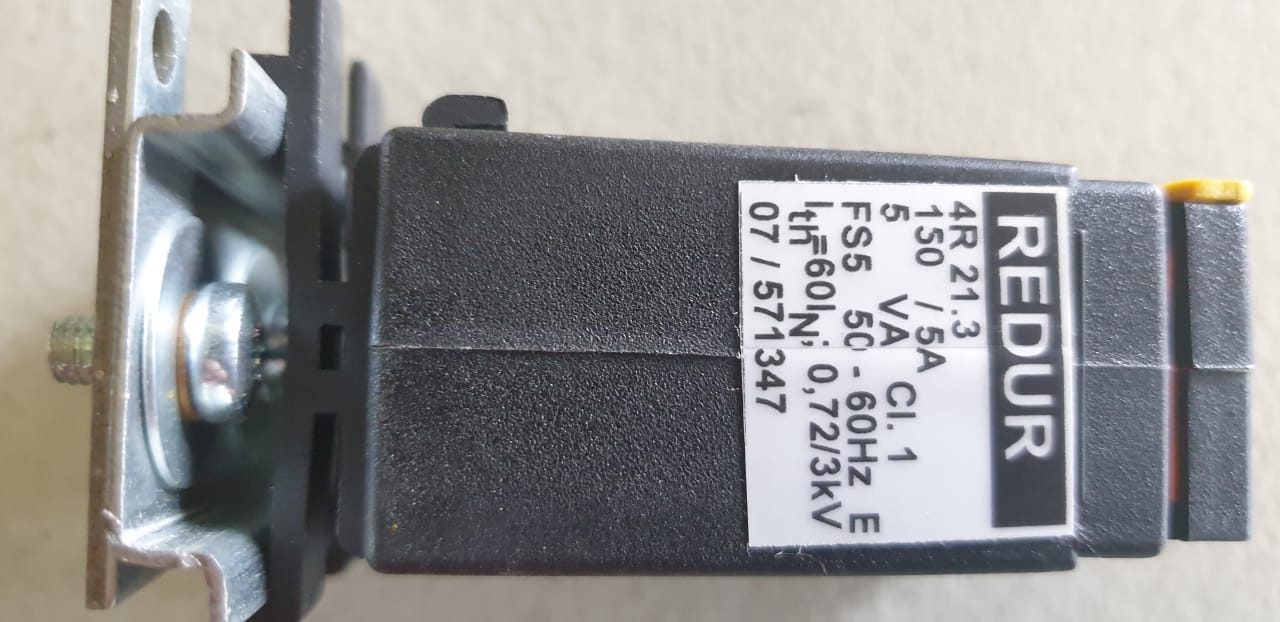 REDUR
4R 21.3
150 / 5A
5 VA Cl. 1
FS5 50 - 60Hz E
Ith=60IN; 0,72/3kV
07 / 571347